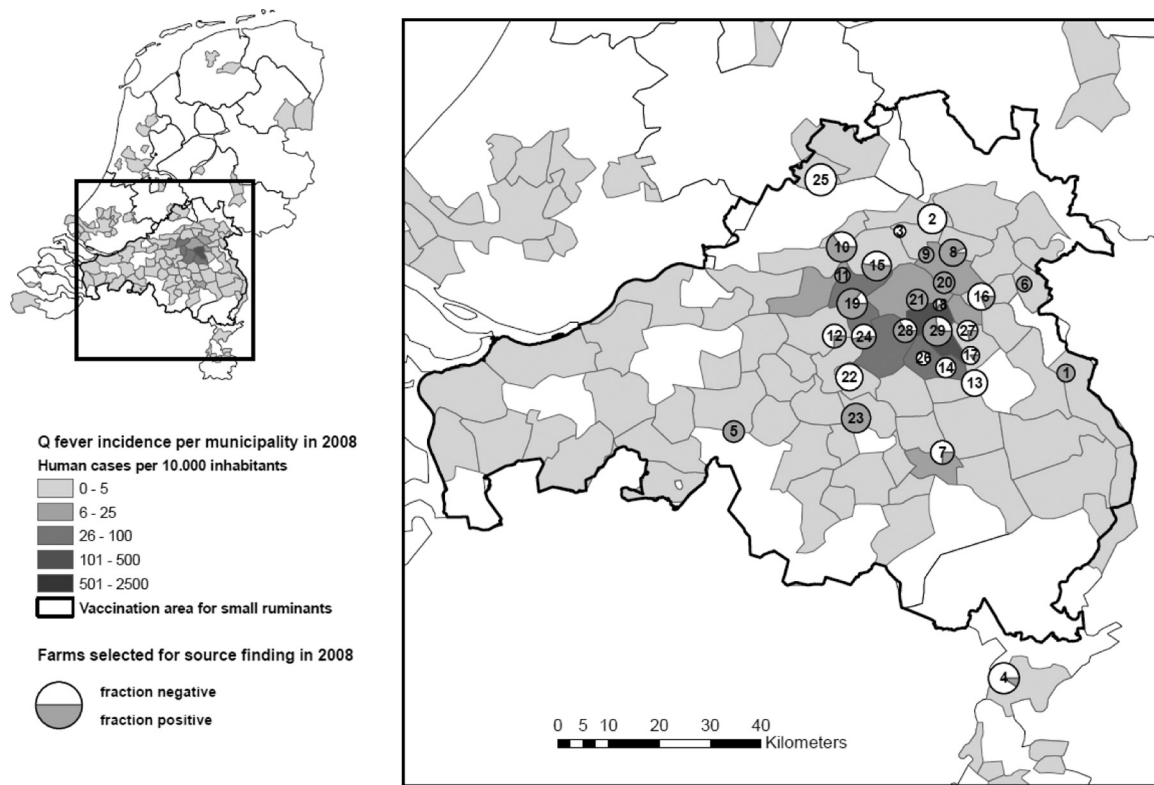 Q fever incidence per municipality in 2008
Human cases per 10.000 inhabitants
0 - 5
6 - 25
26 - 100
101 - 500
501 - 2500
Vaccination area for small ruminants
Farms selected for source finding in 2008
fraction negative
fraction positive
25
2
3
10
9
8
11
15
20
6
19
21
18
16
12
24
28
29
27
26
17
14
22
13
1
5
23
7
4
0 5 10 20 30 40
Kilometers